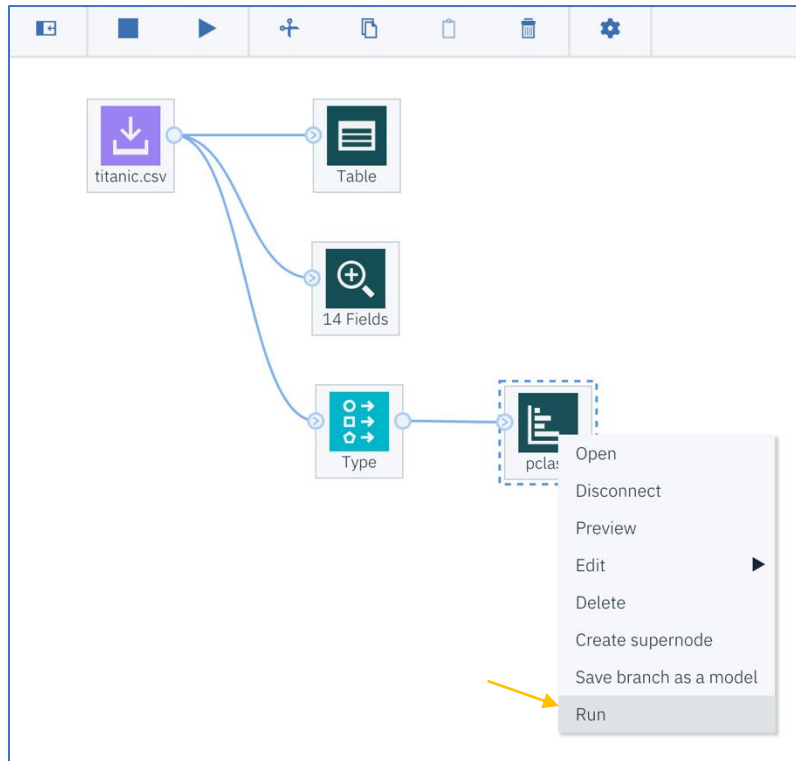 titanic.csv
Table
14 Fields
Type
pclas
Open
Disconnect
Preview
Edit
Delete
Create supernode
Save branch as a model
Run